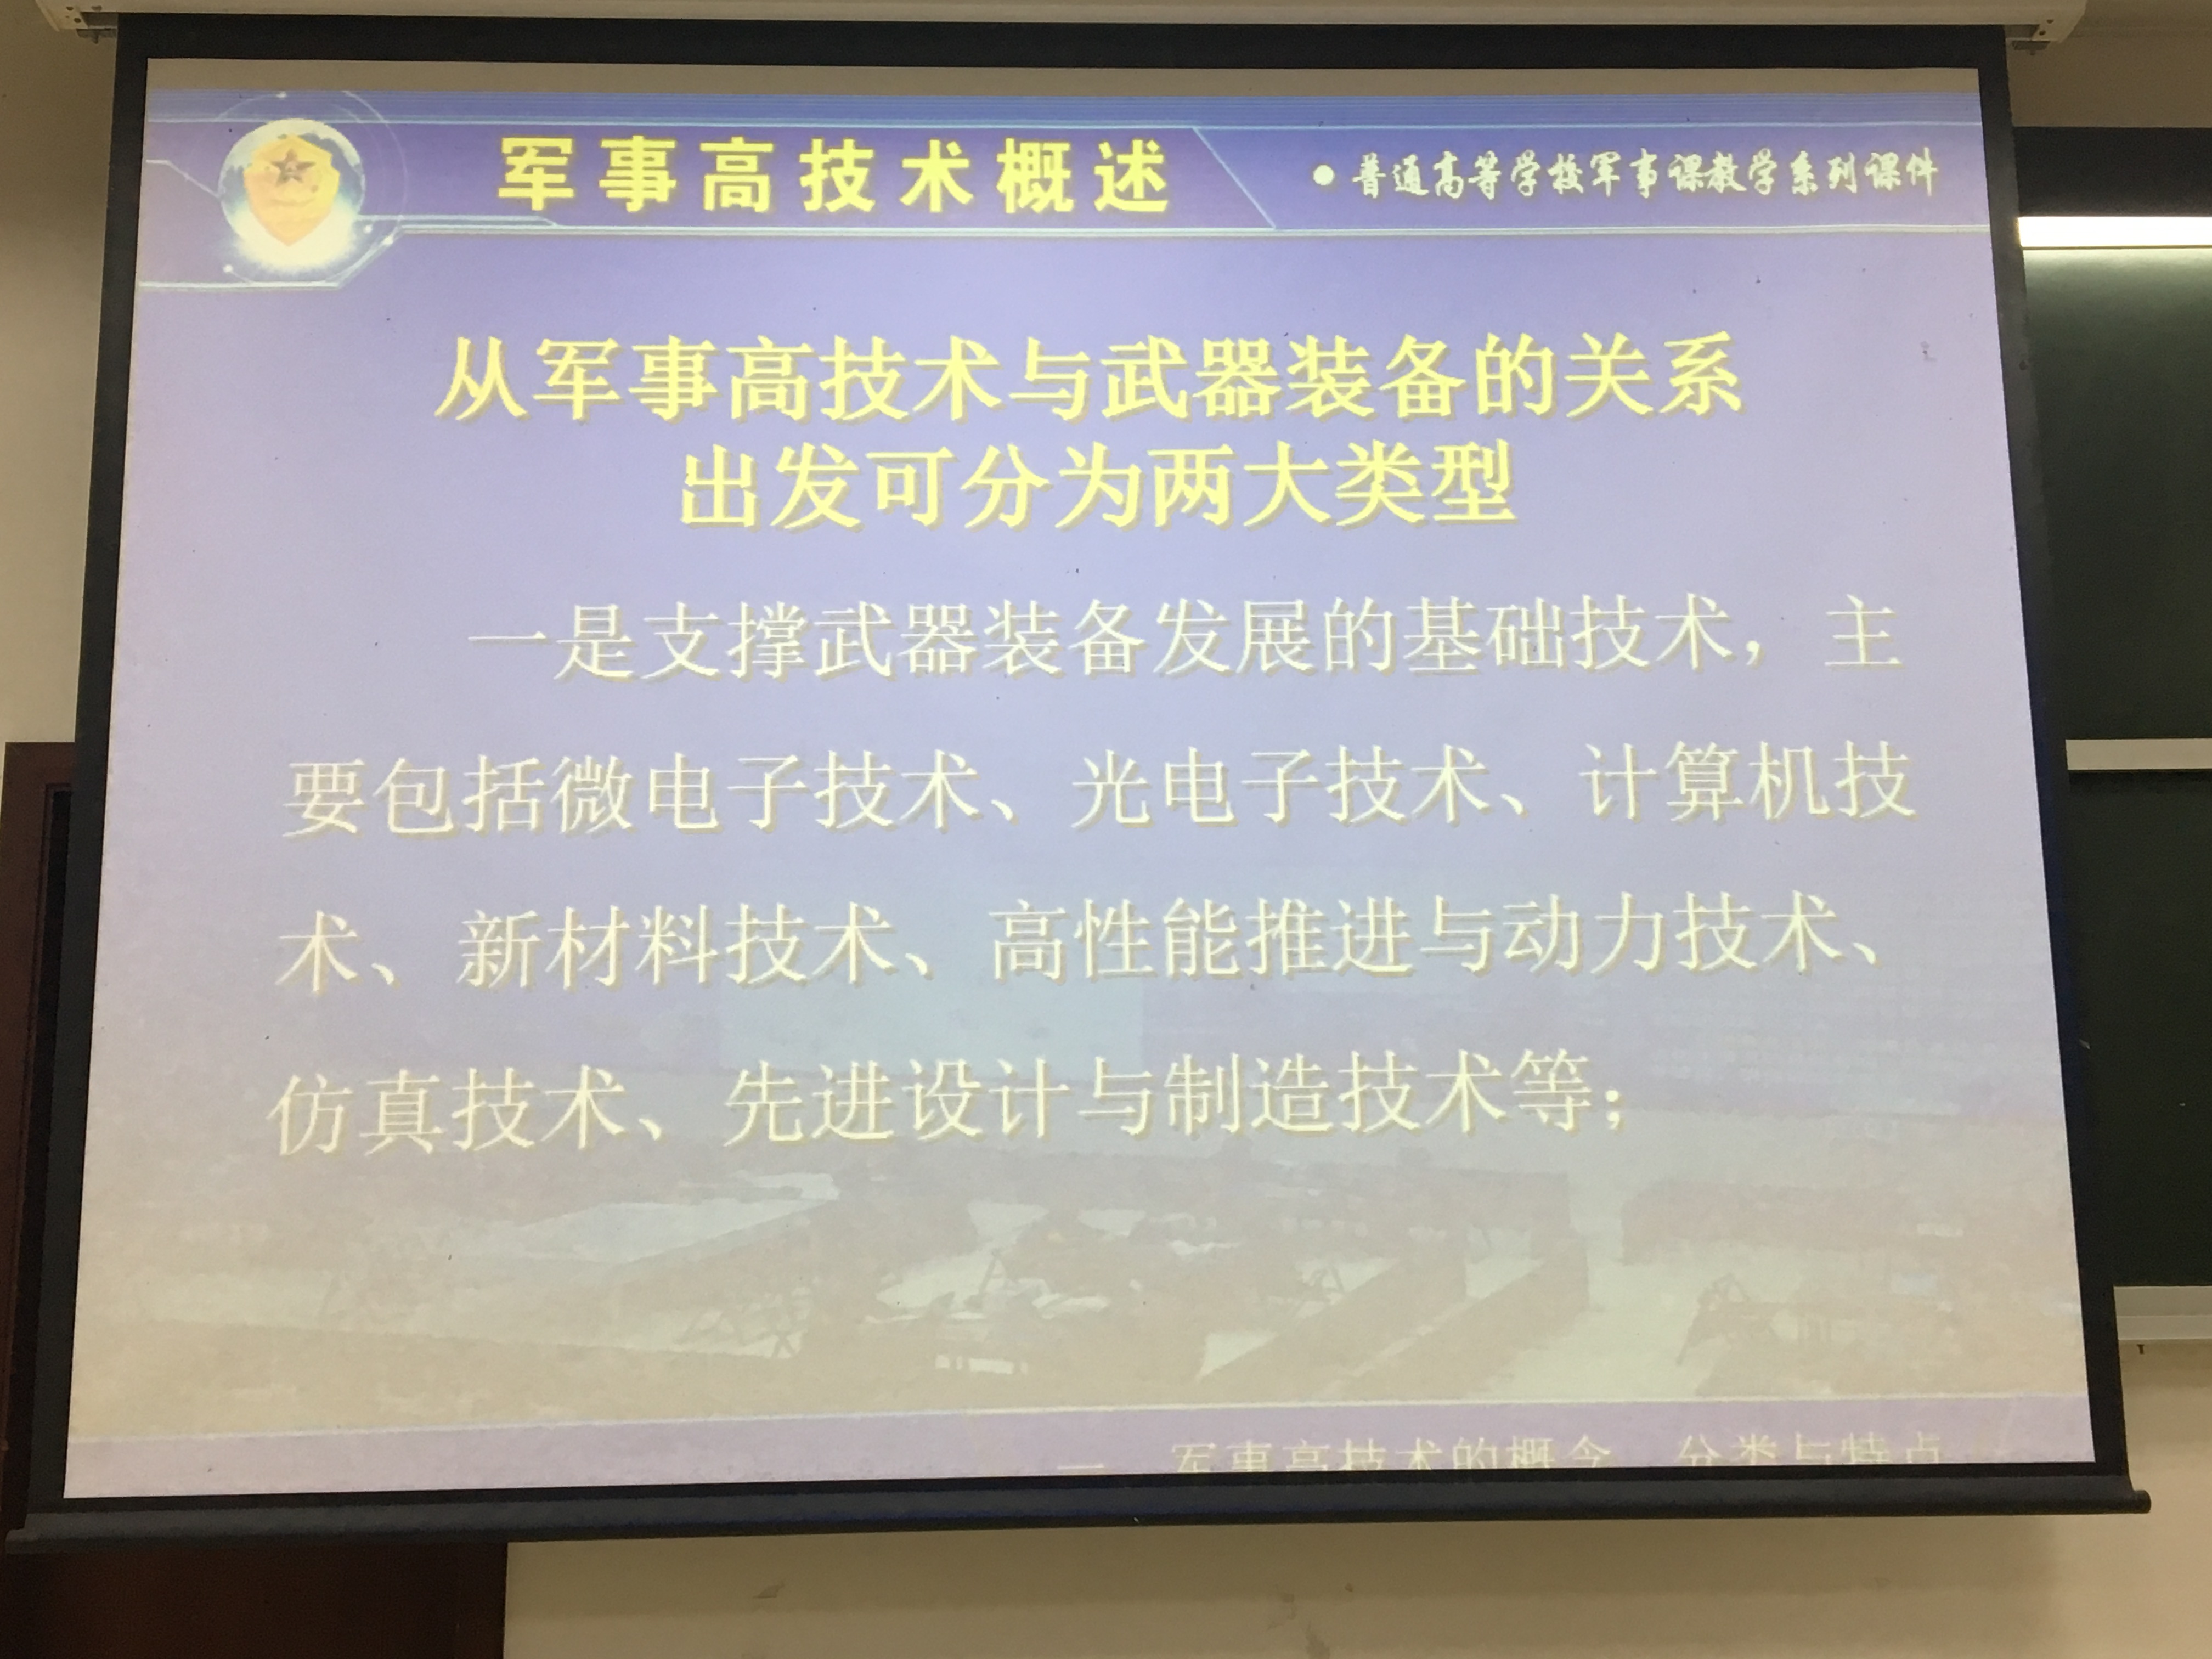 军事高技术概述
●普通高等学校军事课教学系列课件
从军事高技术与武器装备的关系
出发可分为两大类型
一是支撑武器装备发展的基础技术，主
要包括微电子技术、光电子技术、计算机技
术、新材料技术、高性能推进与动力技术、
仿真技术、先进设计与制造技术等；
一、军事高技术的概念、分类与特点